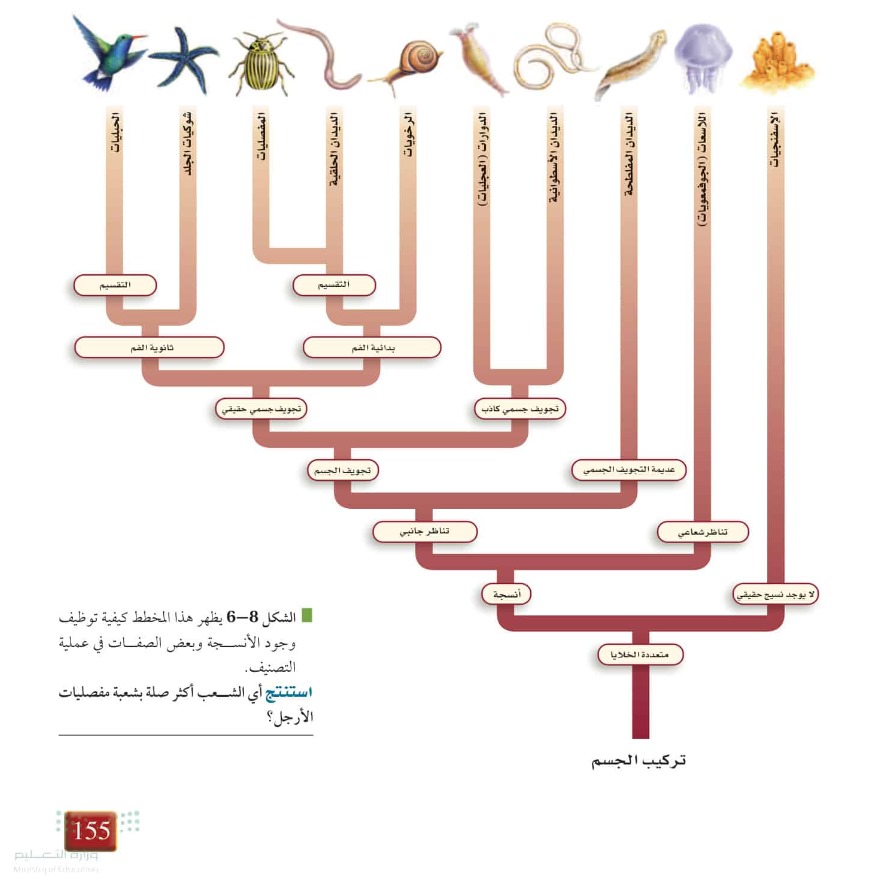 الإسفنجيات
اللاسعات (الجوفمعويات)
الديدان المفلطحة
الديدان الأسطوانية
الدوارات (العجليات)
الرخويات
الديدان الحلقية
المفصليات
شوكيات الجلد
الحبليات
التقسيم
التقسيم
بدائية الفم
ثانوية الفم
تجويف جسمي كاذب
تجويف جسمي حقيقي
عديمة التجويف الجسمي
تجويف الجسم
تناظر شعاعي
تناظر جانبي
لا يوجد نسيج حقيقي
أنسجة
متعددة الخلايا
تركيب الجسم
الشكل 8–6 يظهر هذا المخطط كيفية توظيف
وجود الأنسجة وبعض الصفات في عملية
التصنيف.
استنتج أي الشعب أكثر صلة بشعبة مفصليات
الأرجل؟
155
وزارة التعليم
Ministry of Education